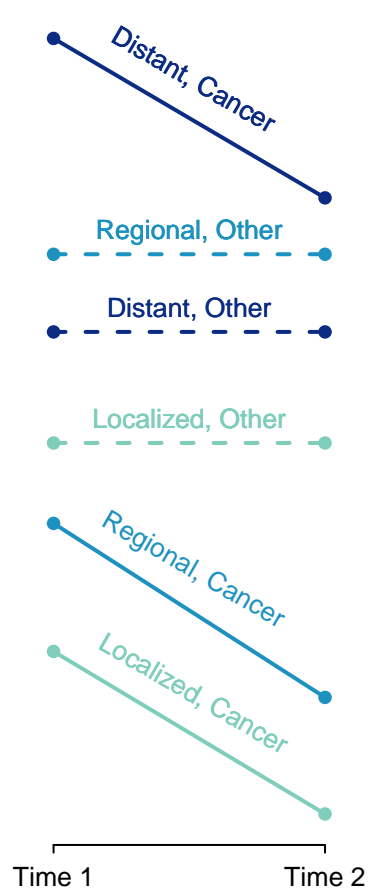 Distant, Cancer
Regional, Other
Distant, Other
Localized, Other
Regional, Cancer
Localized, Cancer
Time 1
Time 2